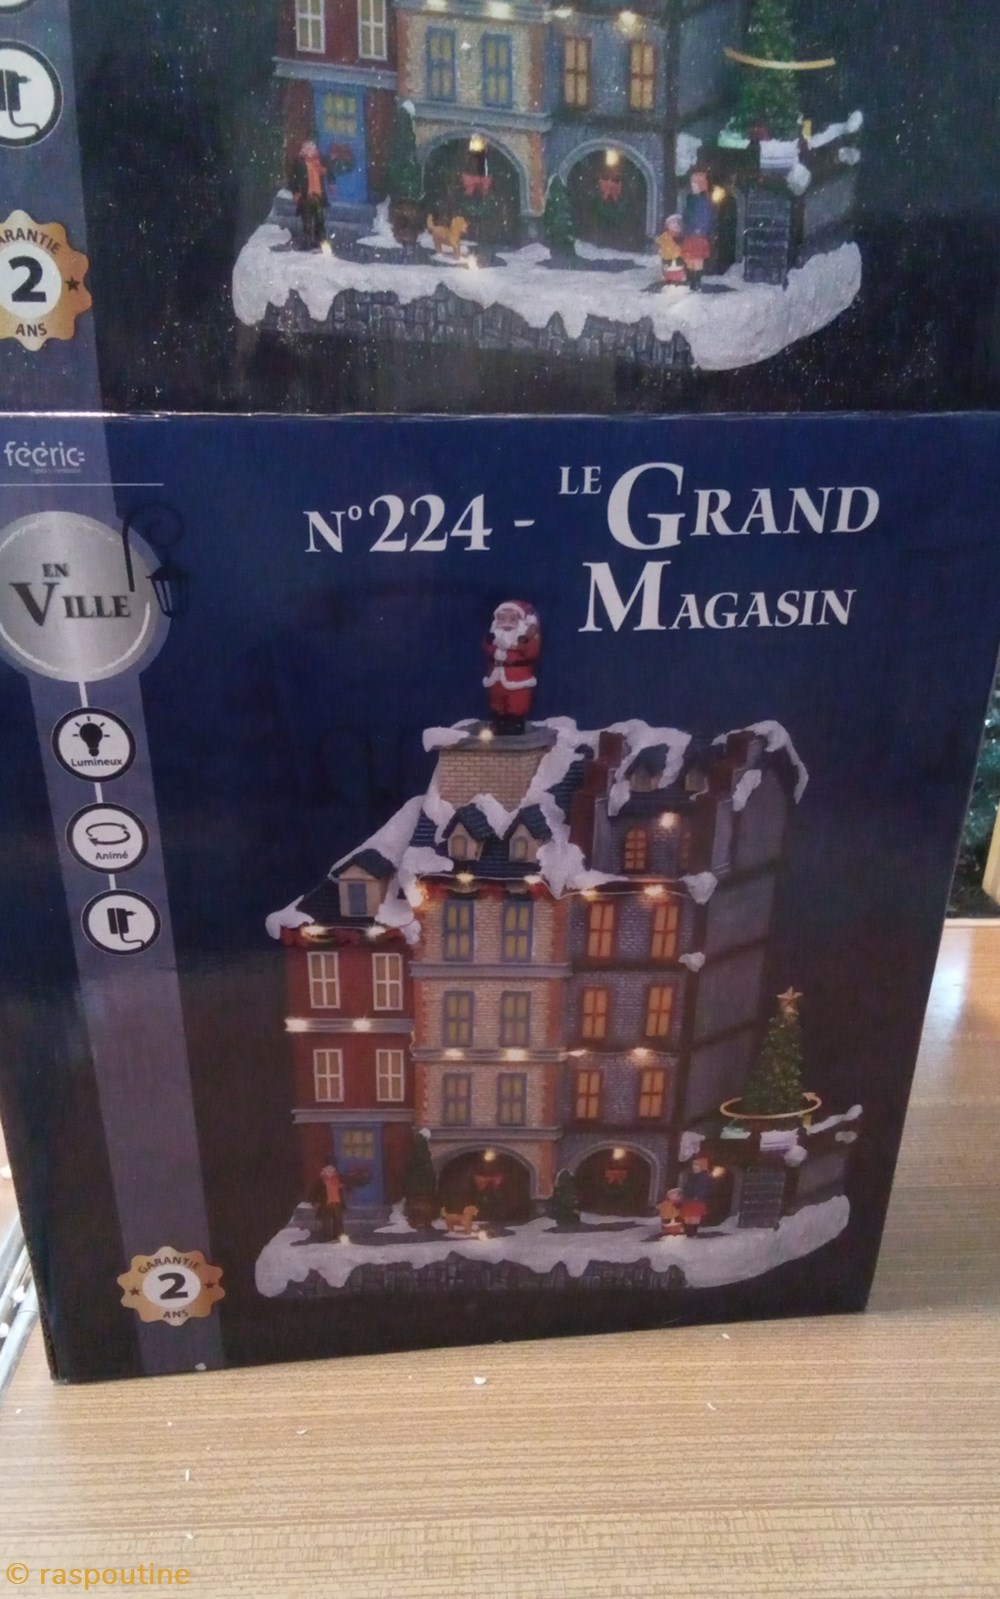 GARANTIE
2
ANS
féeric
EN
VILLE
N°224 - LE GRAND
MAGASIN
Lumineux
Animé
GARANTIE
2
ANS
© raspoutine